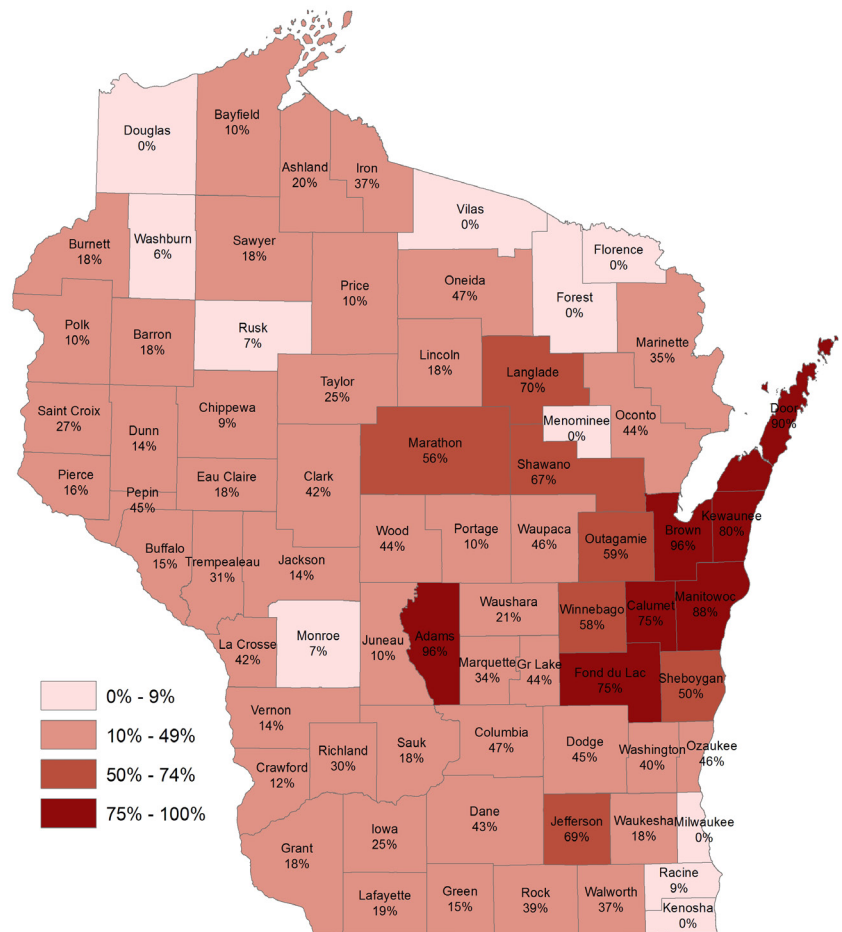 Douglas
0%
Bayfield
10%
Ashland
20%
Iron
37%
Vilas
0%
Florence
0%
Burnett
18%
Washburn
6%
Sawyer
18%
Price
10%
Oneida
47%
Forest
0%
Marinette
35%
Polk
10%
Barron
18%
Rusk
7%
Lincoln
18%
Langlade
70%
Taylor
25%
Saint Croix
27%
Dunn
14%
Chippewa
9%
Marathon
56%
Menominee
0%
Oconto
44%
Door
90%
Shawano
67%
Pierce
16%
Pepin
45%
Eau Claire
18%
Clark
42%
Wood
44%
Portage
10%
Waupaca
46%
Outagamie
59%
Brown
96%
Kewaunee
80%
Buffalo
15%
Trempealeau
31%
Jackson
14%
Waushara
21%
Winnebago
58%
Calumet
75%
Manitowoc
88%
La Crosse
42%
Monroe
7%
Juneau
10%
Adams
96%
Marquette
34%
Gr Lake
44%
Fond du Lac
75%
Sheboygan
50%
Vernon
14%
Richland
30%
Sauk
18%
Columbia
47%
Dodge
45%
Washington
40%
Ozaukee
46%
Crawford
12%
Iowa
25%
Dane
43%
Jefferson
69%
Waukesha
18%
Milwaukee
0%
Grant
18%
Lafayette
19%
Green
15%
Rock
39%
Walworth
37%
Racine
9%
Kenosha
0%
0% - 9%
10% - 49%
50% - 74%
75% - 100%